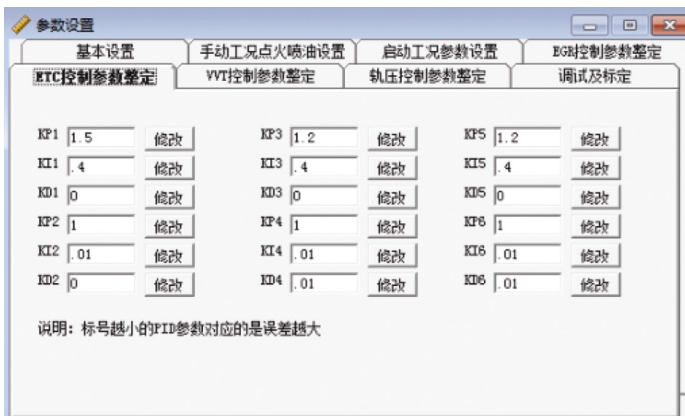 参数设置
基本设置 手动工况点火喷油设置 启动工况参数设置 EGR控制参数整定
ETC控制参数整定 VVT控制参数整定 轨压控制参数整定 调试及标定
KP1 1.5 修改 KP3 1.2 修改 KP5 1.2 修改
KI1 .4 修改 KI3 .4 修改 KI5 .4 修改
KD1 0 修改 KD3 0 修改 KD5 0 修改
KP2 1 修改 KP4 1 修改 KP6 1 修改
KI2 .01 修改 KI4 .01 修改 KI6 .01 修改
KD2 0 修改 KD4 .01 修改 KD6 .01 修改
说明：标号越小的PID参数对应的是误差越大